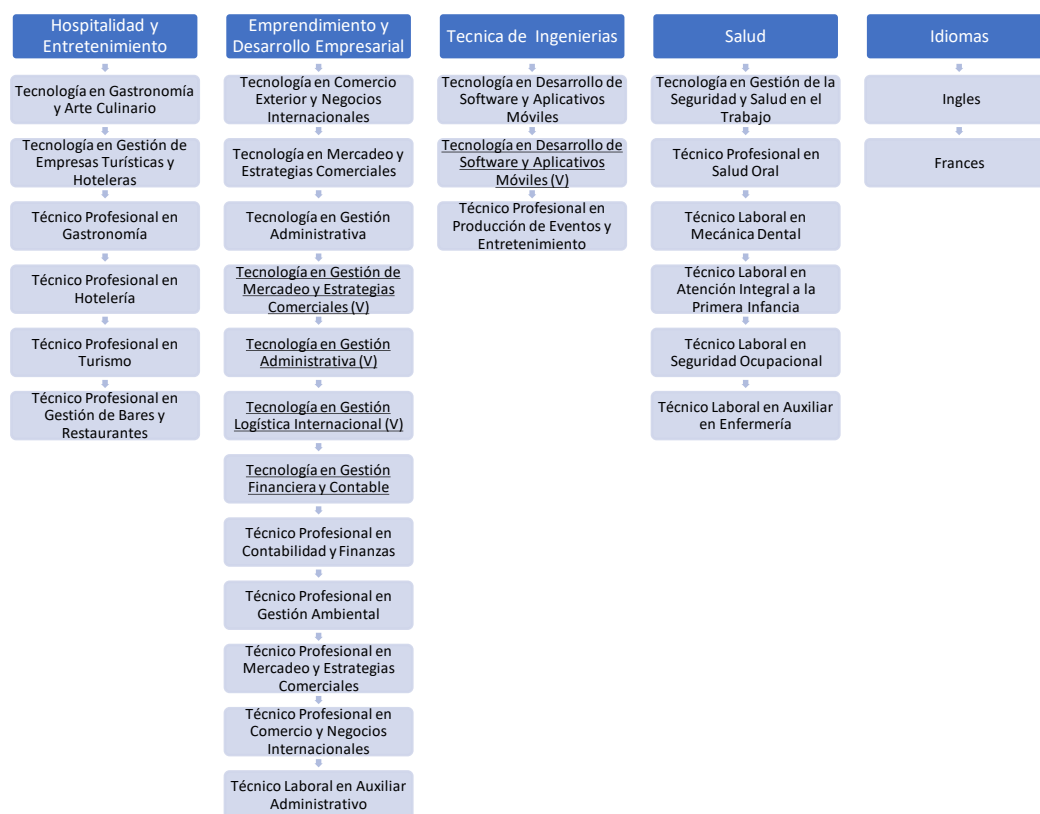 Hospitalidad y
Entretenimiento
Tecnología en Gastronomía
y Arte Culinario
Tecnología en Gestión de
Empresas Turísticas y
Hoteleras
Técnico Profesional en
Gastronomía
Técnico Profesional en
Hotelería
Técnico Profesional en
Turismo
Técnico Profesional en
Gestión de Bares y
Restaurantes
Emprendimiento y
Desarrollo Empresarial
Tecnología en Comercio
Exterior y Negocios
Internacionales
Tecnología en Mercadeo y
Estrategias Comerciales
Tecnología en Gestión
Administrativa
Tecnología en Gestión de
Mercadeo y Estrategias
Comerciales (V)
Tecnología en Gestión
Administrativa (V)
Tecnología en Gestión
Logística Internacional (V)
Tecnología en Gestión
Financiera y Contable
Técnico Profesional en
Contabilidad y Finanzas
Técnico Profesional en
Gestión Ambiental
Técnico Profesional en
Mercadeo y Estrategias
Comerciales
Técnico Profesional en
Comercio y Negocios
Internacionales
Técnico Laboral en Auxiliar
Administrativo
Tecnica de Ingenierias
Tecnología en Desarrollo de
Software y Aplicativos
Móviles
Tecnología en Desarrollo de
Software y Aplicativos
Móviles (V)
Técnico Profesional en
Producción de Eventos y
Entretenimiento
Salud
Tecnología en Gestión de la
Seguridad y Salud en el
Trabajo
Técnico Profesional en
Salud Oral
Técnico Laboral en
Mecánica Dental
Técnico Laboral en
Atención Integral a la
Primera Infancia
Técnico Laboral en
Seguridad Ocupacional
Técnico Laboral en Auxiliar
en Enfermería
Idiomas
Ingles
Frances